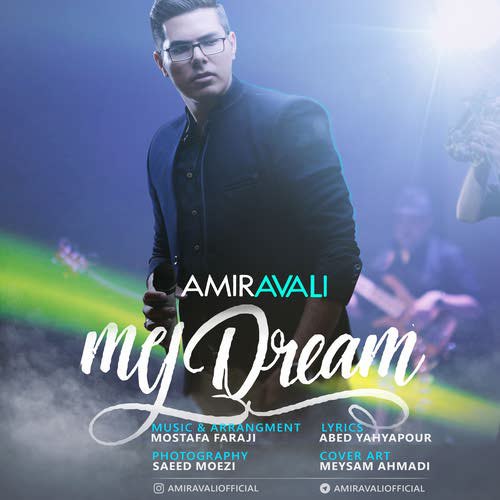 AMIRAVALI
my Dream
MUSIC & ARRANGMENT
MOSTAFA FARAJI
LYRICS
ABED YAHYAPOUR
PHOTOGRAPHY
SAEED MOEZI
COVER ART
MEYSAM AHMADI
AMIRAVALIOFFICIAL
AMIRAVALIOFFICIAL